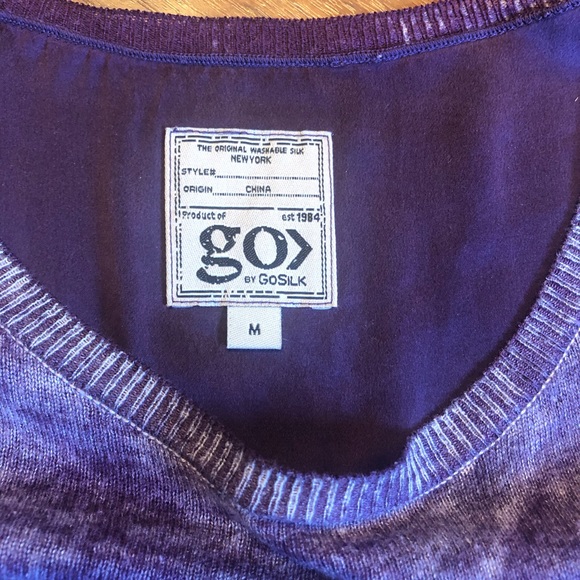 THE ORIGINAL WASHABLE SILK
NEW YORK
STYLE#
ORIGIN CHINA
Product of est 1984
go>
BY GOSILK
M